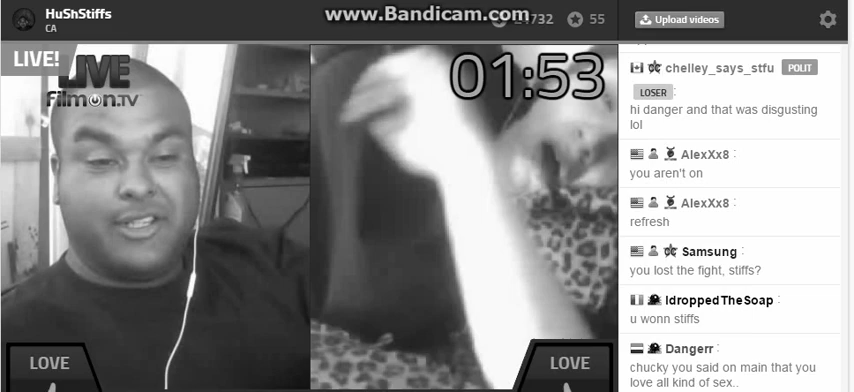 HuShStiffs
CA
www.Bandicam.com
732
55
Upload videos
LIVE!
LIVE
FilmOn.TV
01:53
LOVE
LOVE
chelley_says_stfu POLIT
LOSER :
hi danger and that was disgusting
lol
AlexXx8 :
you aren't on
AlexXx8 :
refresh
Samsung :
you lost the fight, stiffs?
IdroppedTheSoap :
u wonn stiffs
Dangerr :
chucky you said on main that you
love all kind of sex..